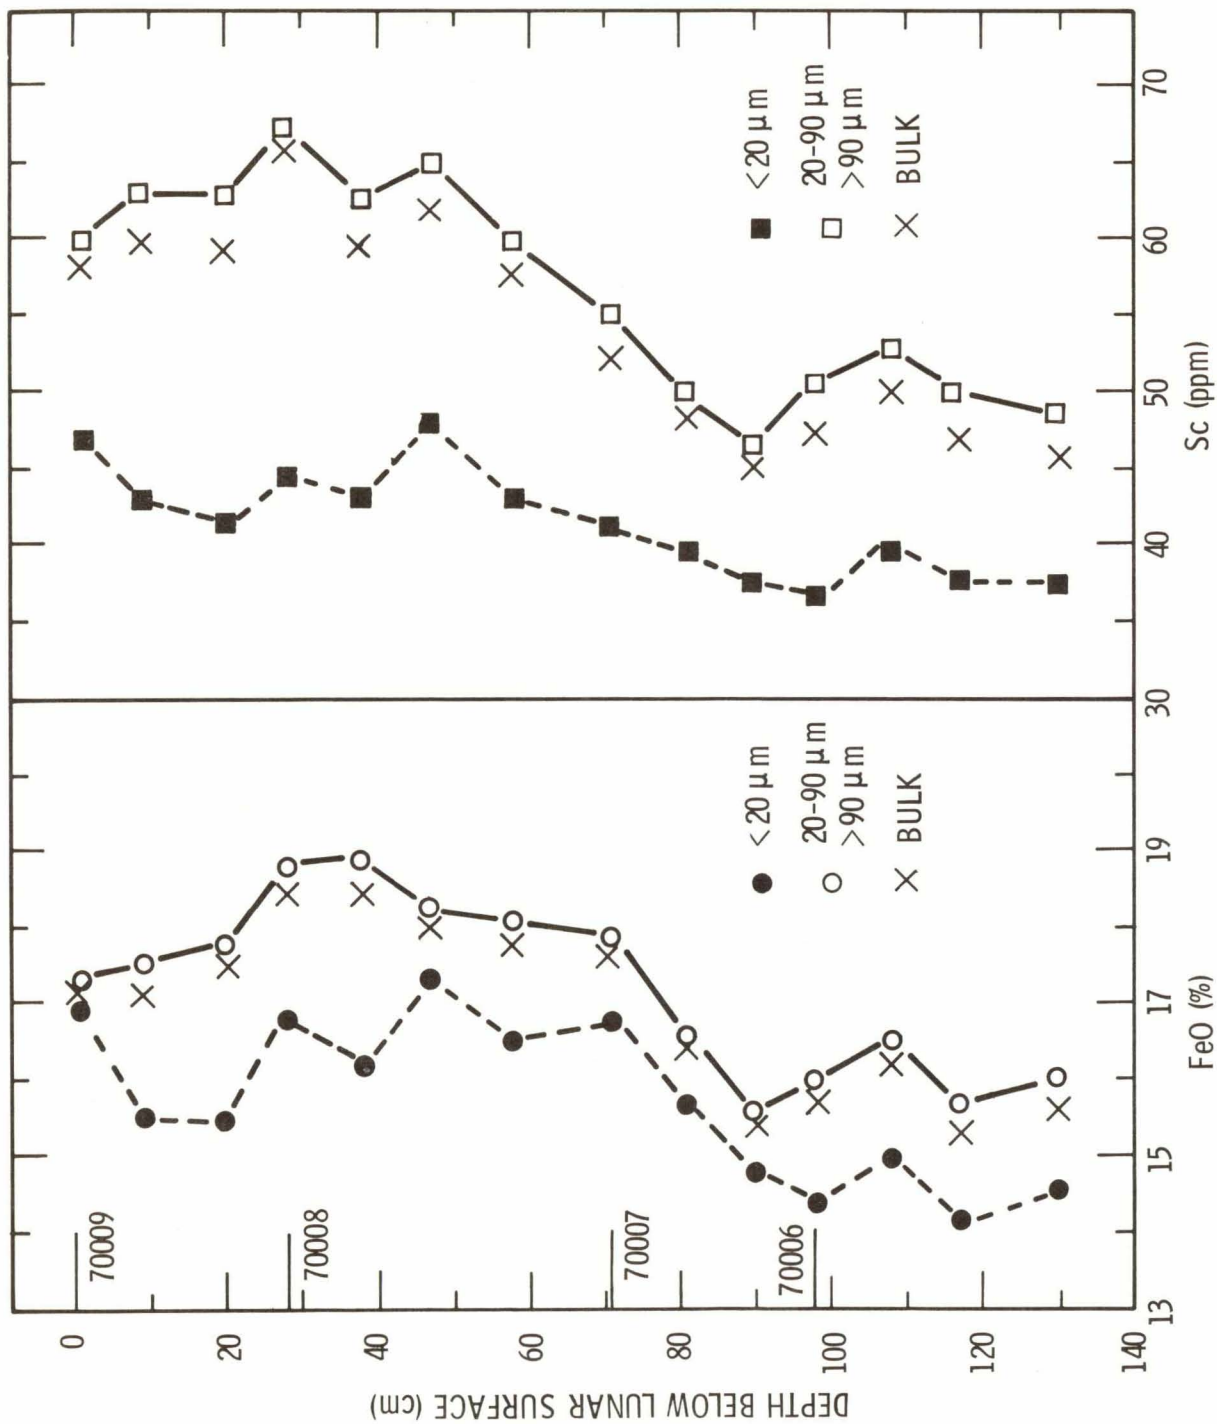 DEPTH BELOW LUNAR SURFACE (cm)
0
20
40
60
80
100
120
140
70009
70008
70007
70006
13
15
17
19
30
FeO (%)
● <20 μm
○ 20-90 μm
>90 μm
× BULK
40
50
60
70
Sc (ppm)
■ <20 μm
□ 20-90 μm
>90 μm
× BULK